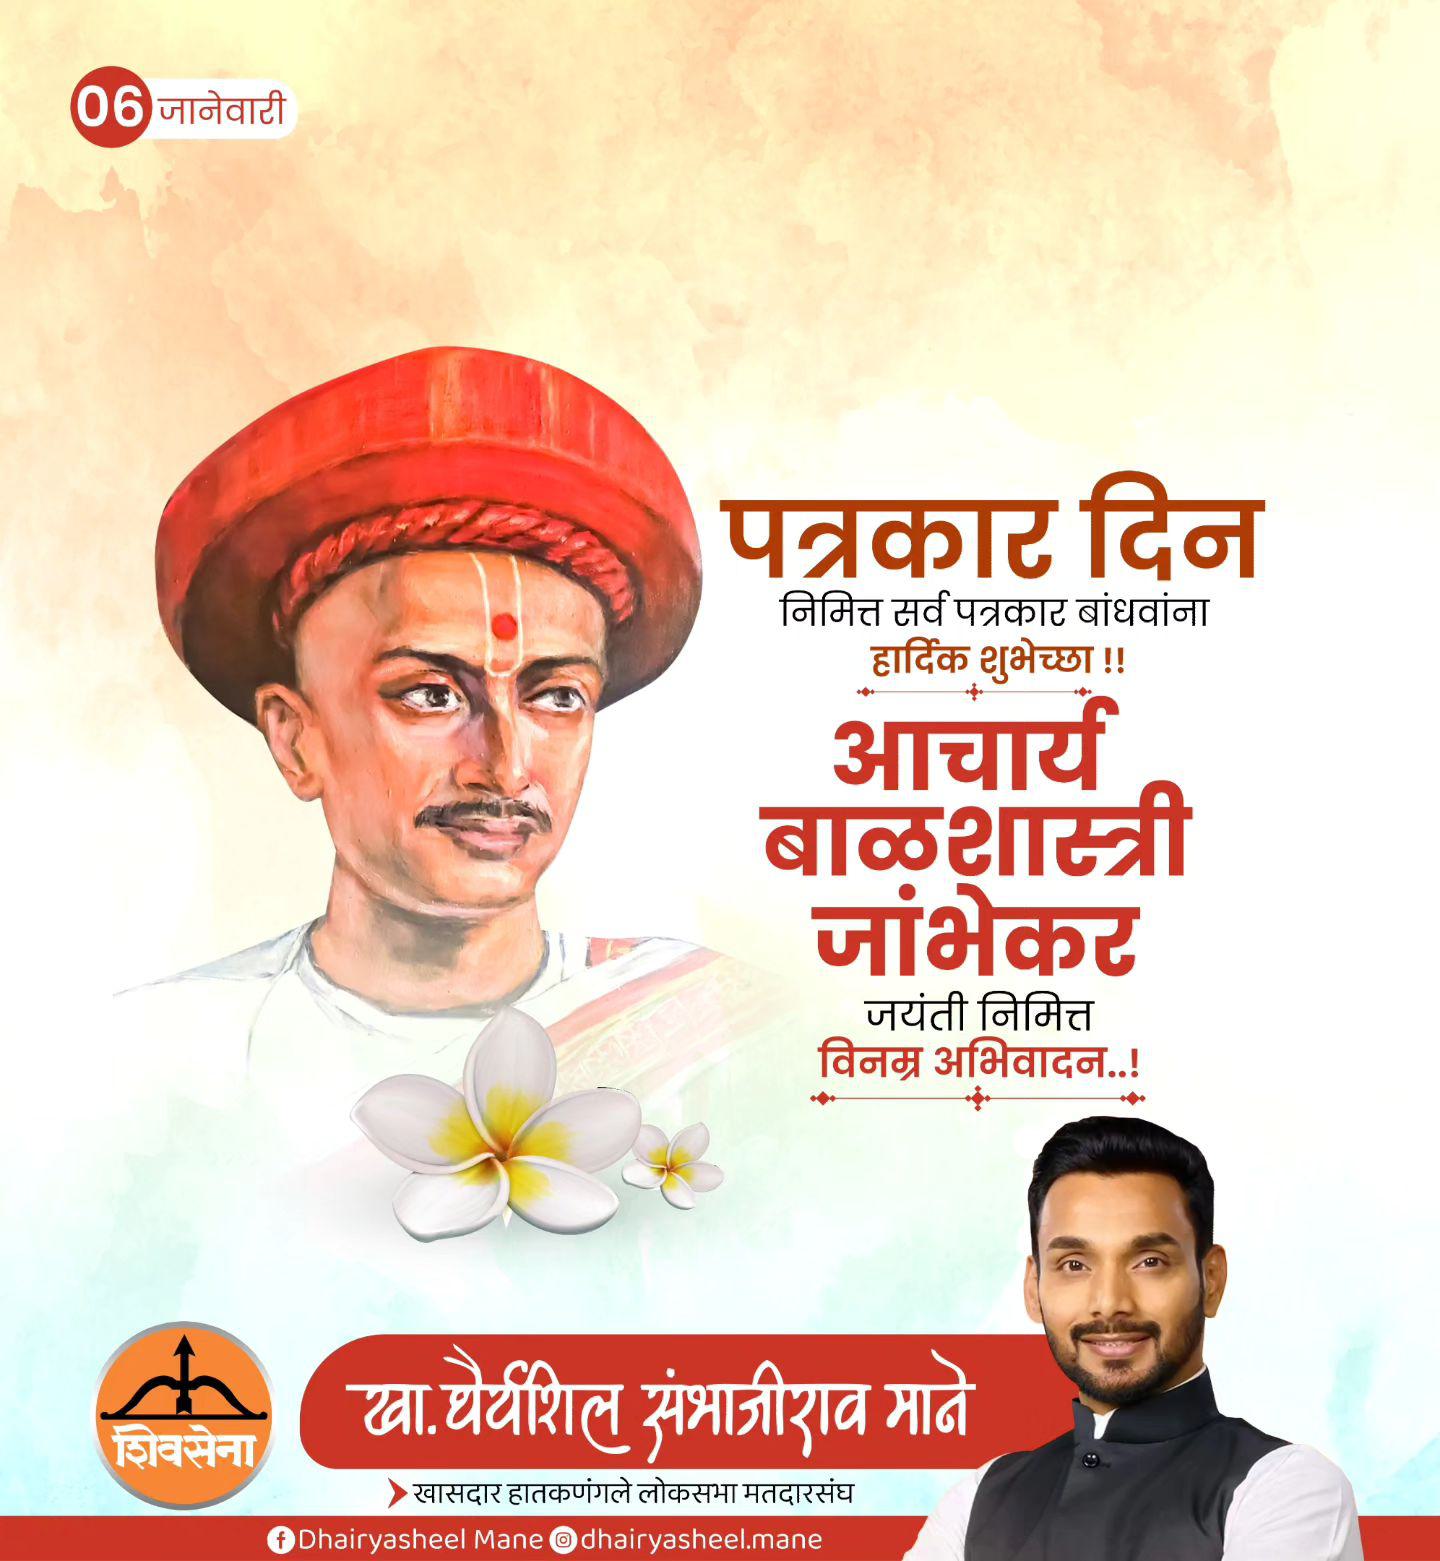 06 जानेवारी
पत्रकार दिन
निमित्त सर्व पत्रकार बांधवांना
हार्दिक शुभेच्छा !!
आचार्य
बाळशास्त्री
जांभेकर
जयंती निमित्त
विनम्र अभिवादन..!
खा. धैर्यशिल संभाजीराव माने
शिवसेना
खासदार हातकणंगले लोकसभा मतदारसंघ
Dhairyasheel Mane dhairyasheel.mane